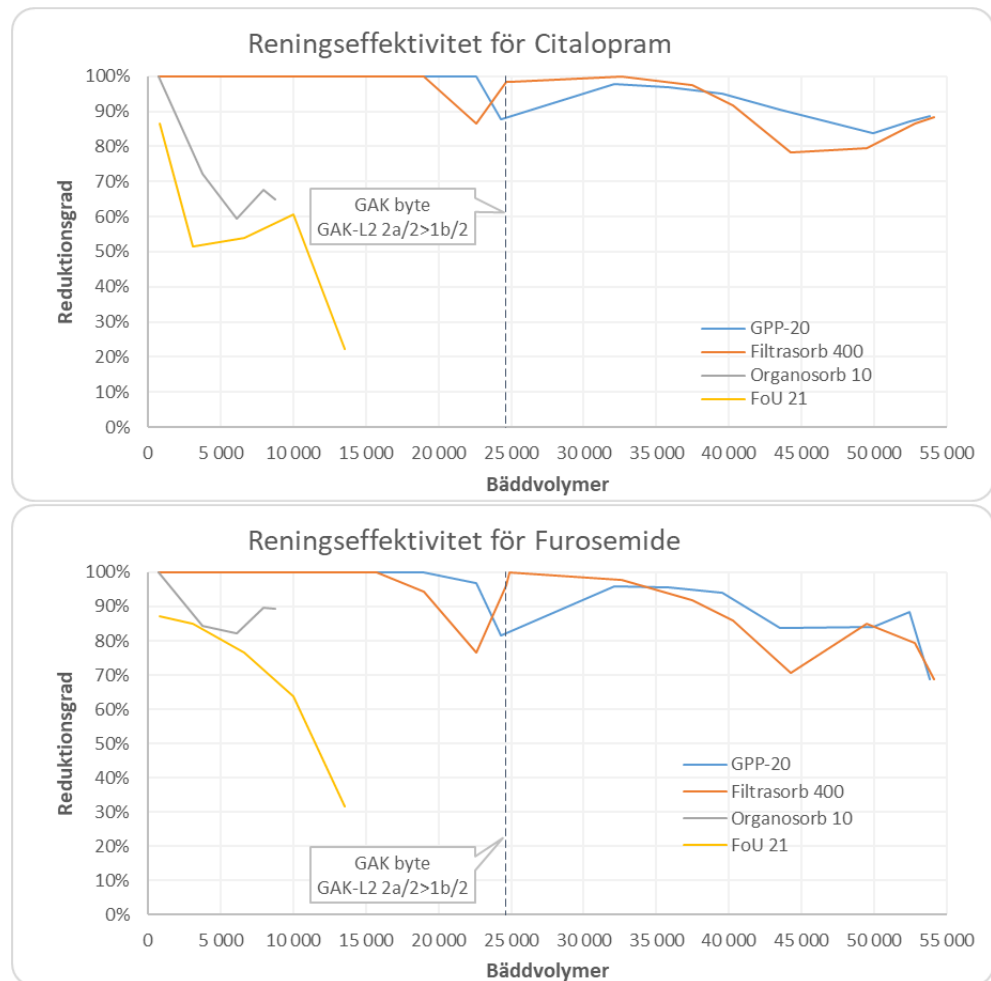 Reningseffektivitet för Citalopram
100%
90%
80%
70%
60%
50%
40%
30%
20%
10%
0%
Reduktionsgrad
GAK byte
GAK-L2 2a/2>1b/2
GPP-20
Filtrasorb 400
Organosorb 10
FoU 21
0 5 000 10 000 15 000 20 000 25 000 30 000 35 000 40 000 45 000 50 000 55 000
Bäddvolymer
Reningseffektivitet för Furosemide
100%
90%
80%
70%
60%
50%
40%
30%
20%
10%
0%
Reduktionsgrad
GPP-20
Filtrasorb 400
Organosorb 10
FoU 21
GAK byte
GAK-L2 2a/2>1b/2
0 5 000 10 000 15 000 20 000 25 000 30 000 35 000 40 000 45 000 50 000 55 000
Bäddvolymer